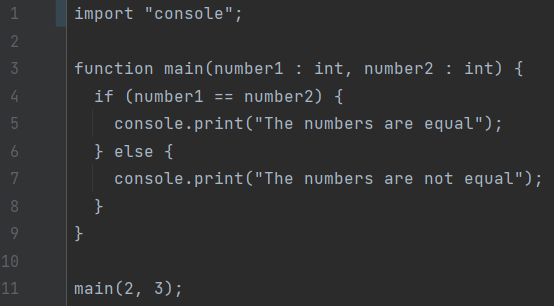 1 import "console";
2
3 function main(number1 : int, number2 : int) {
4   if (number1 == number2) {
5     console.print("The numbers are equal");
6   } else {
7     console.print("The numbers are not equal");
8   }
9 }
10
11 main(2, 3);